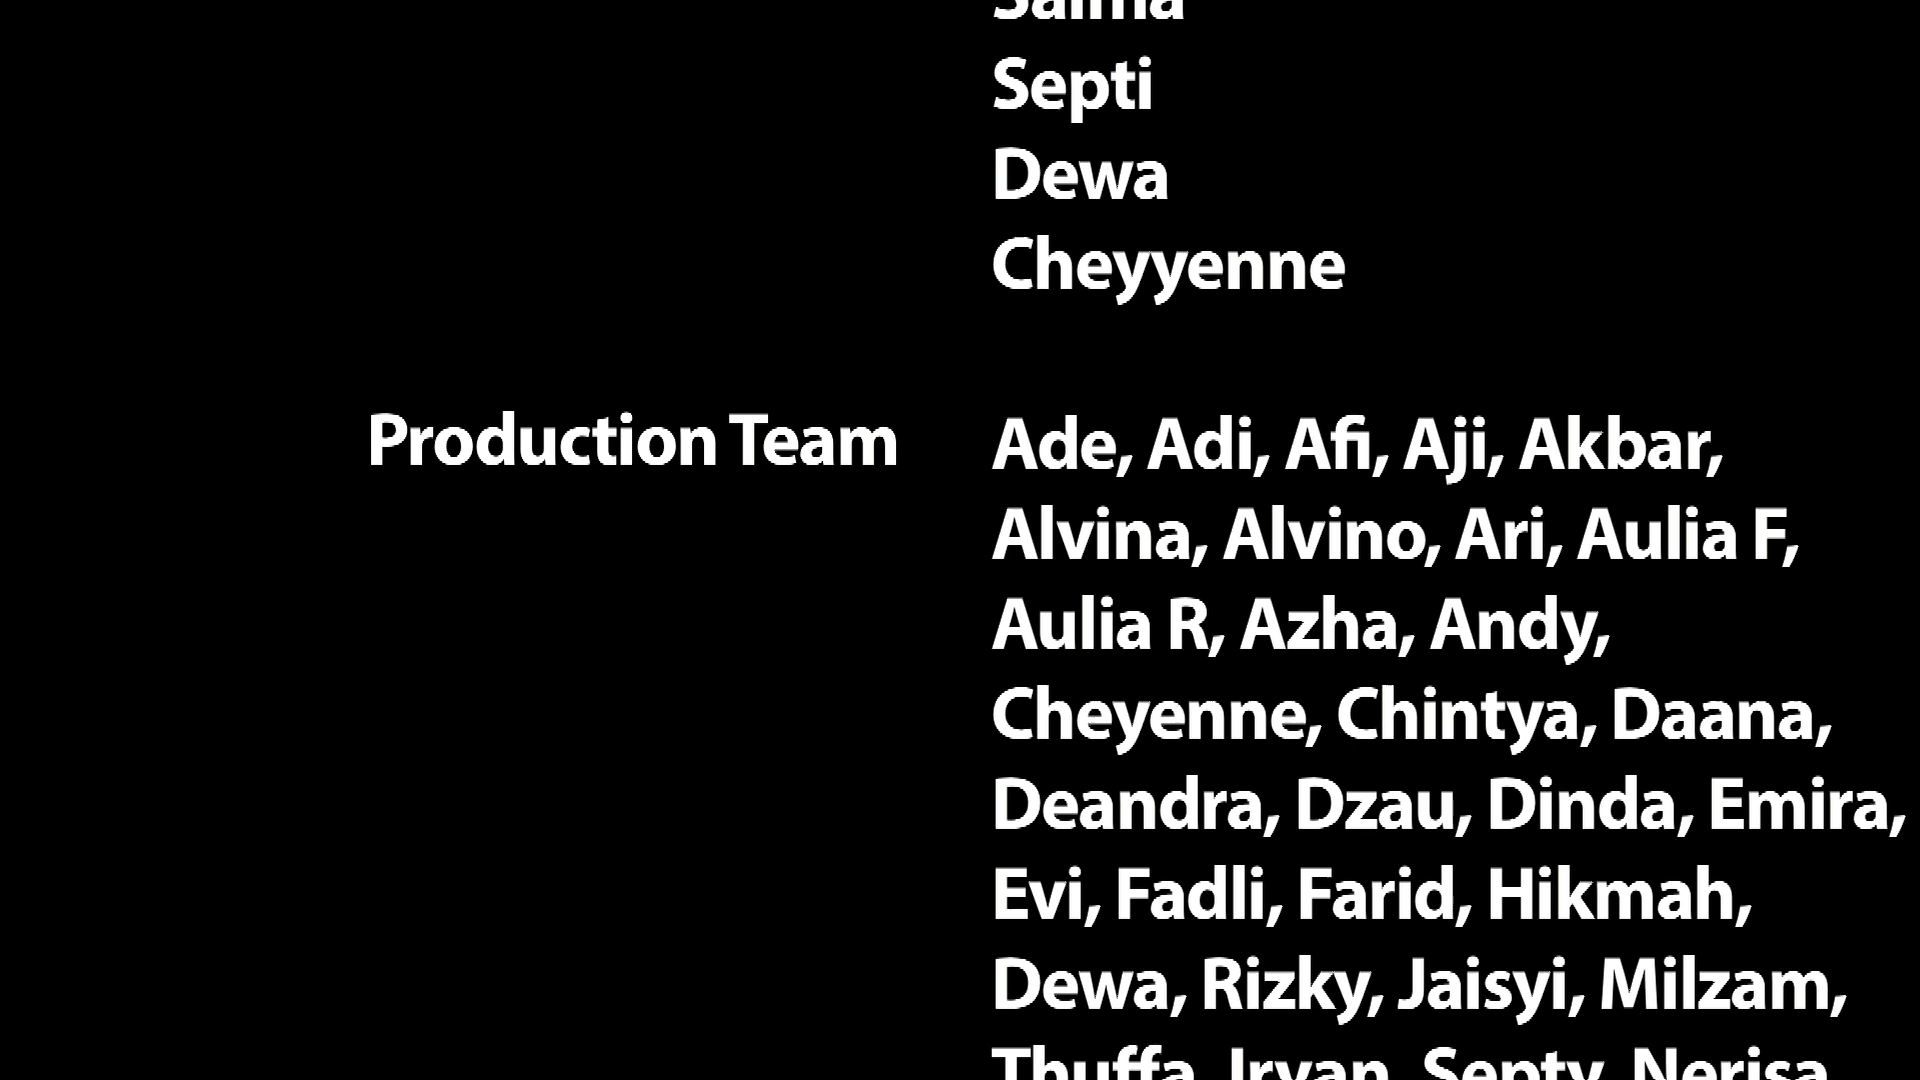 Salma
Septi
Dewa
Cheyyenne
Production Team Ade, Adi, Afi, Aji, Akbar,
Alvina, Alvino, Ari, Aulia F,
Aulia R, Azha, Andy,
Cheyenne, Chintya, Daana,
Deandra, Dzau, Dinda, Emira,
Evi, Fadli, Farid, Hikmah,
Dewa, Rizky, Jaisyi, Milzam,
Thuffa, Irvan, Septy, Nerisa